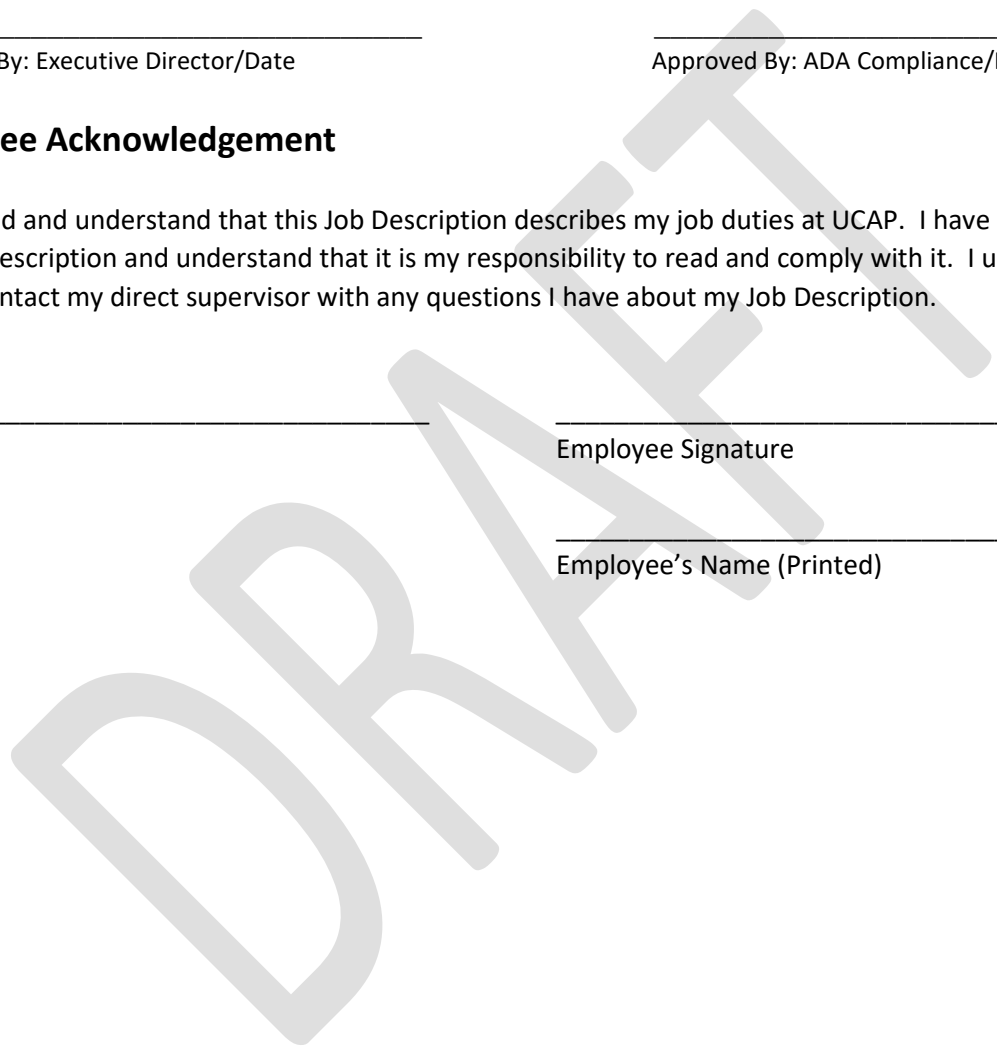 By: Executive Director/Date Approved By: ADA Compliance/
ee Acknowledgement
d and understand that this Job Description describes my job duties at UCAP. I have
escription and understand that it is my responsibility to read and comply with it. I u
ntact my direct supervisor with any questions I have about my Job Description.
Employee Signature
Employee’s Name (Printed)
DRAFT